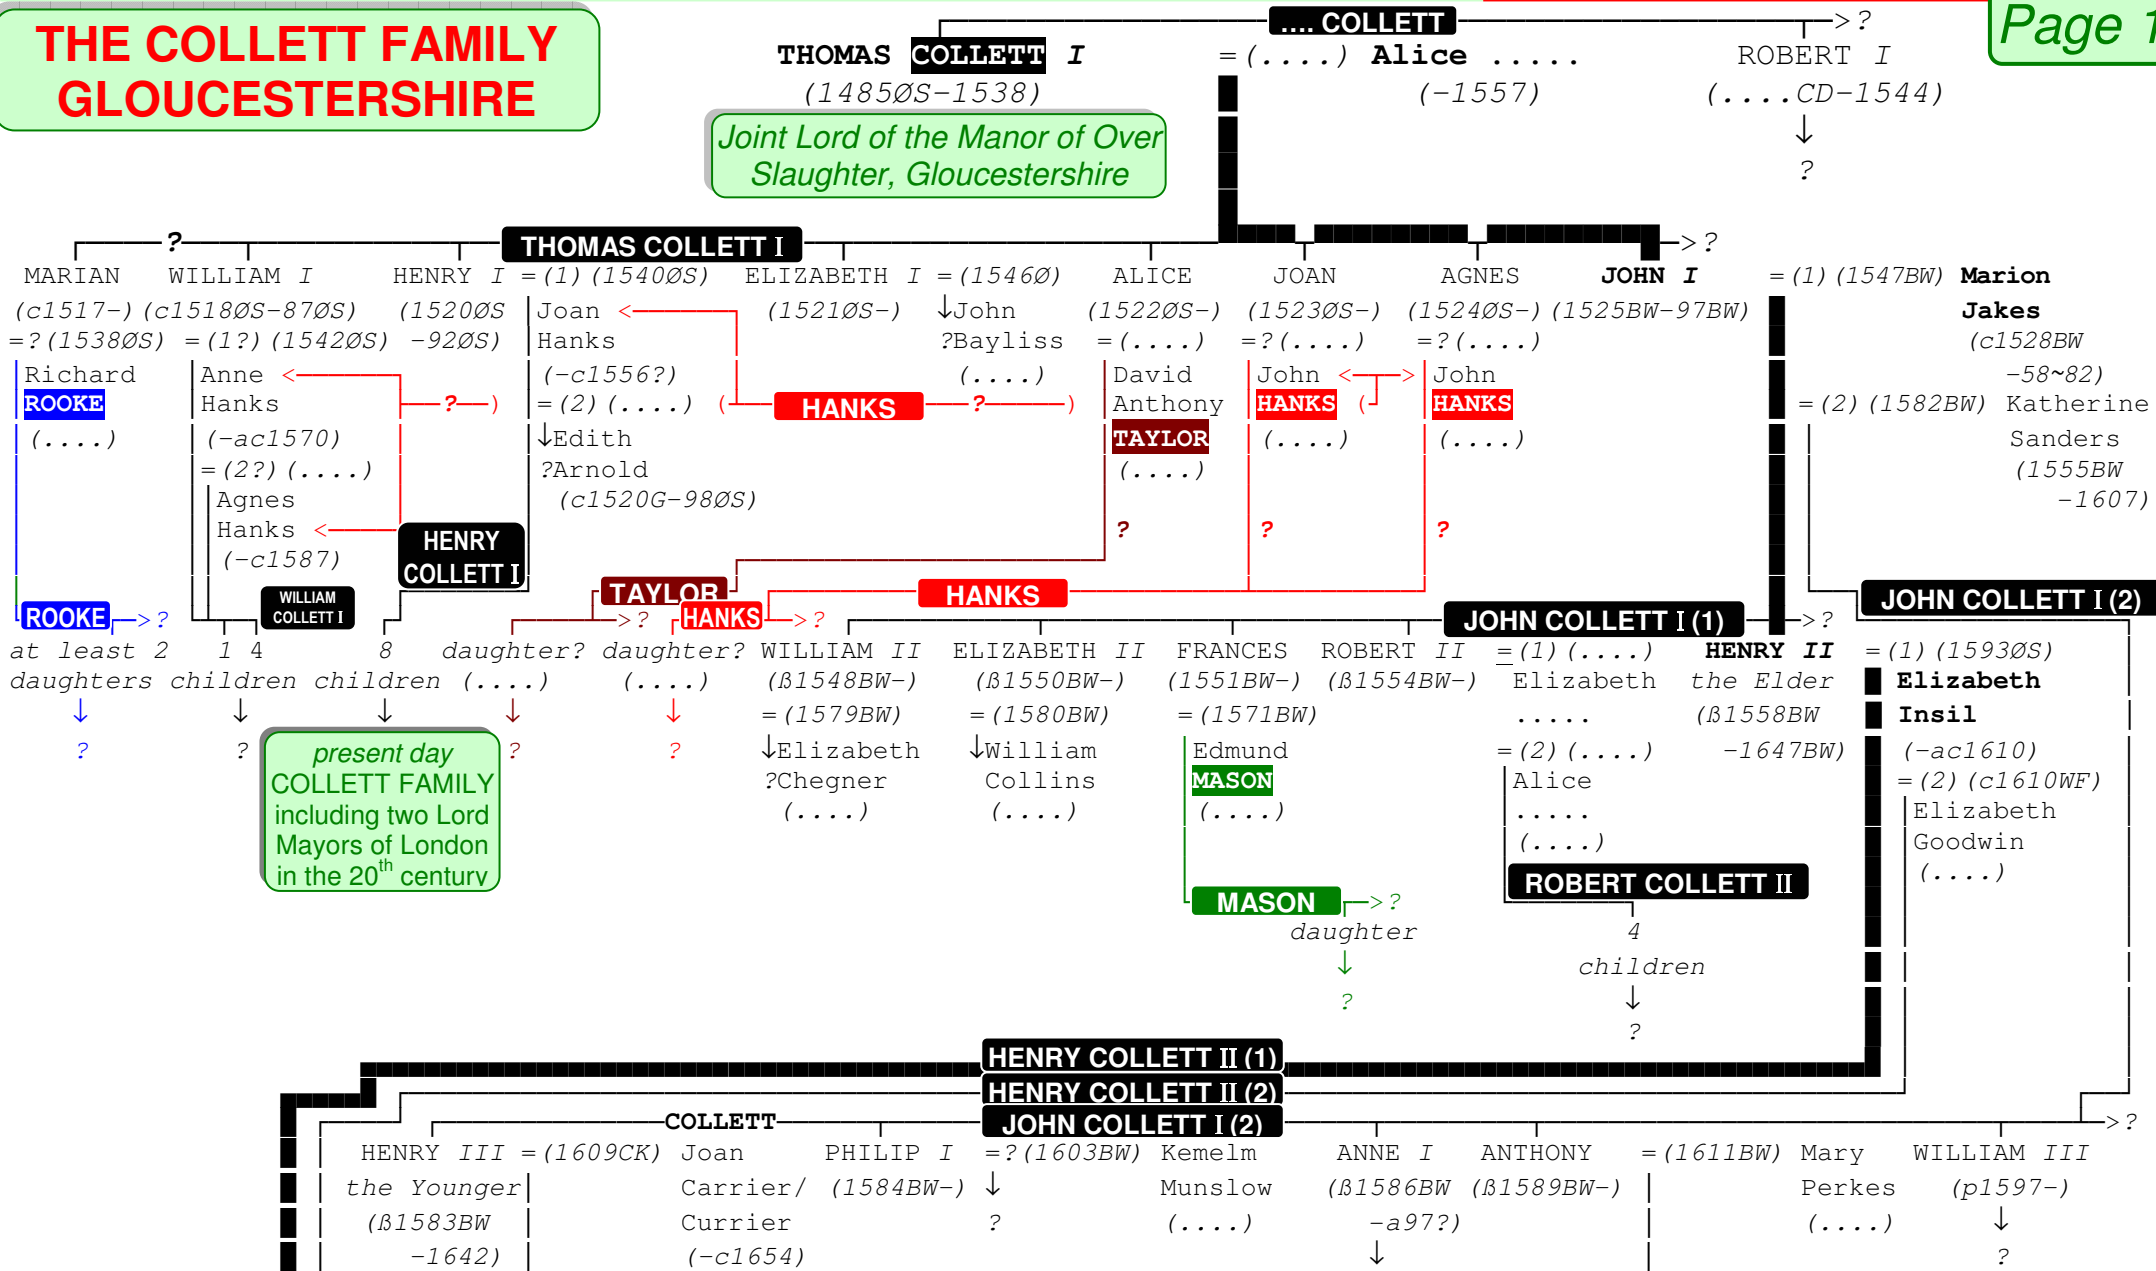 THE COLLETT FAMILY
GLOUCESTERSHIRE
.... COLLETT >?
Page 1
THOMAS COLLETT I =(....) Alice ..... ROBERT I
(1485ØS-1538) (-1557) (....CD-1544)
↓
?
Joint Lord of the Manor of Over
Slaughter, Gloucestershire
? THOMAS COLLETT I >?
MARIAN WILLIAM I HENRY I =(1)(1540ØS) ELIZABETH I =(1546Ø) ALICE JOAN AGNES JOHN I =(1)(1547BW) Marion
(c1517-) (c1518ØS-87ØS) (1520ØS Joan < (1521ØS-) ↓John (1522ØS-) (1523ØS-) (1524ØS-) (1525BW-97BW) Jakes
=?(1538ØS) =(1?)(1542ØS) -92ØS) Hanks ?Bayliss =(....) =?(....) =?(....) (c1528BW
Richard Anne < (-c1556?) (....) David John < > John -58~82)
ROOKE Hanks ? ) =(2)(....) ( HANKS ? ) Anthony HANKS ( HANKS =(2)(1582BW) Katherine
(....) (-ac1570) ↓Edith TAYLOR (....) (....) Sanders
=(2?)(....) ?Arnold (....) (1555BW
Agnes (c1520G-98ØS) -1607)
Hanks < ? ? ?
(-c1587)
HENRY
COLLETT I
WILLIAM
COLLETT I
TAYLOR HANKS JOHN COLLETT I (2)
ROOKE >? >? HANKS >? JOHN COLLETT I (1) >?
at least 2 1 4 8 daughter? daughter? WILLIAM II ELIZABETH II FRANCES ROBERT II =(1)(....) HENRY II =(1)(1593ØS)
daughters children children (....) (....) (ß1548BW-) (ß1550BW-) (1551BW-) (ß1554BW-) Elizabeth the Elder Elizabeth
↓ ↓ ↓ ↓ ↓ =(1579BW) =(1580BW) =(1571BW) ..... (ß1558BW Insil
? ? ? ? ↓Elizabeth ↓William Edmund =(2)(....) -1647BW) (-ac1610)
?Chegner Collins MASON Alice =(2)(c1610WF)
(....) (....) (....) ..... Elizabeth
(....) Goodwin
(....)
present day
COLLETT FAMILY
including two Lord
Mayors of London
in the 20th century
ROBERT COLLETT II
MASON >?
daughter 4
↓ children
? ↓
?
HENRY COLLETT II (1)
HENRY COLLETT II (2)
COLLETT JOHN COLLETT I (2) >?
HENRY III =(1609CK) Joan PHILIP I =?(1603BW) Kemelm ANNE I ANTHONY =(1611BW) Mary WILLIAM III
the Younger Carrier/ (1584BW-) ↓ Munslow (ß1586BW (ß1589BW-) Perkes (p1597-)
(ß1583BW Currier ? (....) -a97?) (....) ↓
-1642) (-c1654) ↓ ?